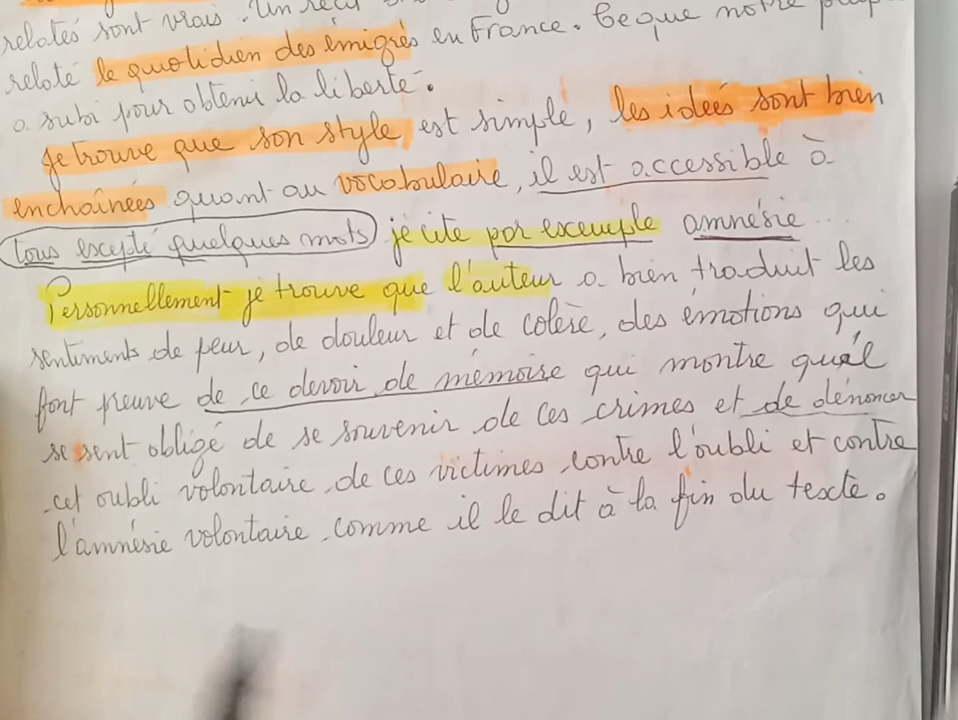 relatés sont vrais. Un récit
relaté le quotidien des émigrés en France. Ce que notre peuple
a subi pour obtenir la liberté.
Je trouve que son style est simple, les idées sont bien
enchaînées quant au vocabulaire, il est accessible à
tous excepté quelques mots je cite par exemple amnésie...
Personnellement je trouve que l'auteur a bien traduit les
sentiments de peur, de douleur et de colère, des émotions qui
font preuve de ce devoir de mémoire qui montre qu'il
se sent obligé de se souvenir de ces crimes et de dénoncer
cet oubli volontaire de ces victimes contre l'oubli et contre
l'amnésie volontaire comme il le dit à la fin du texte.